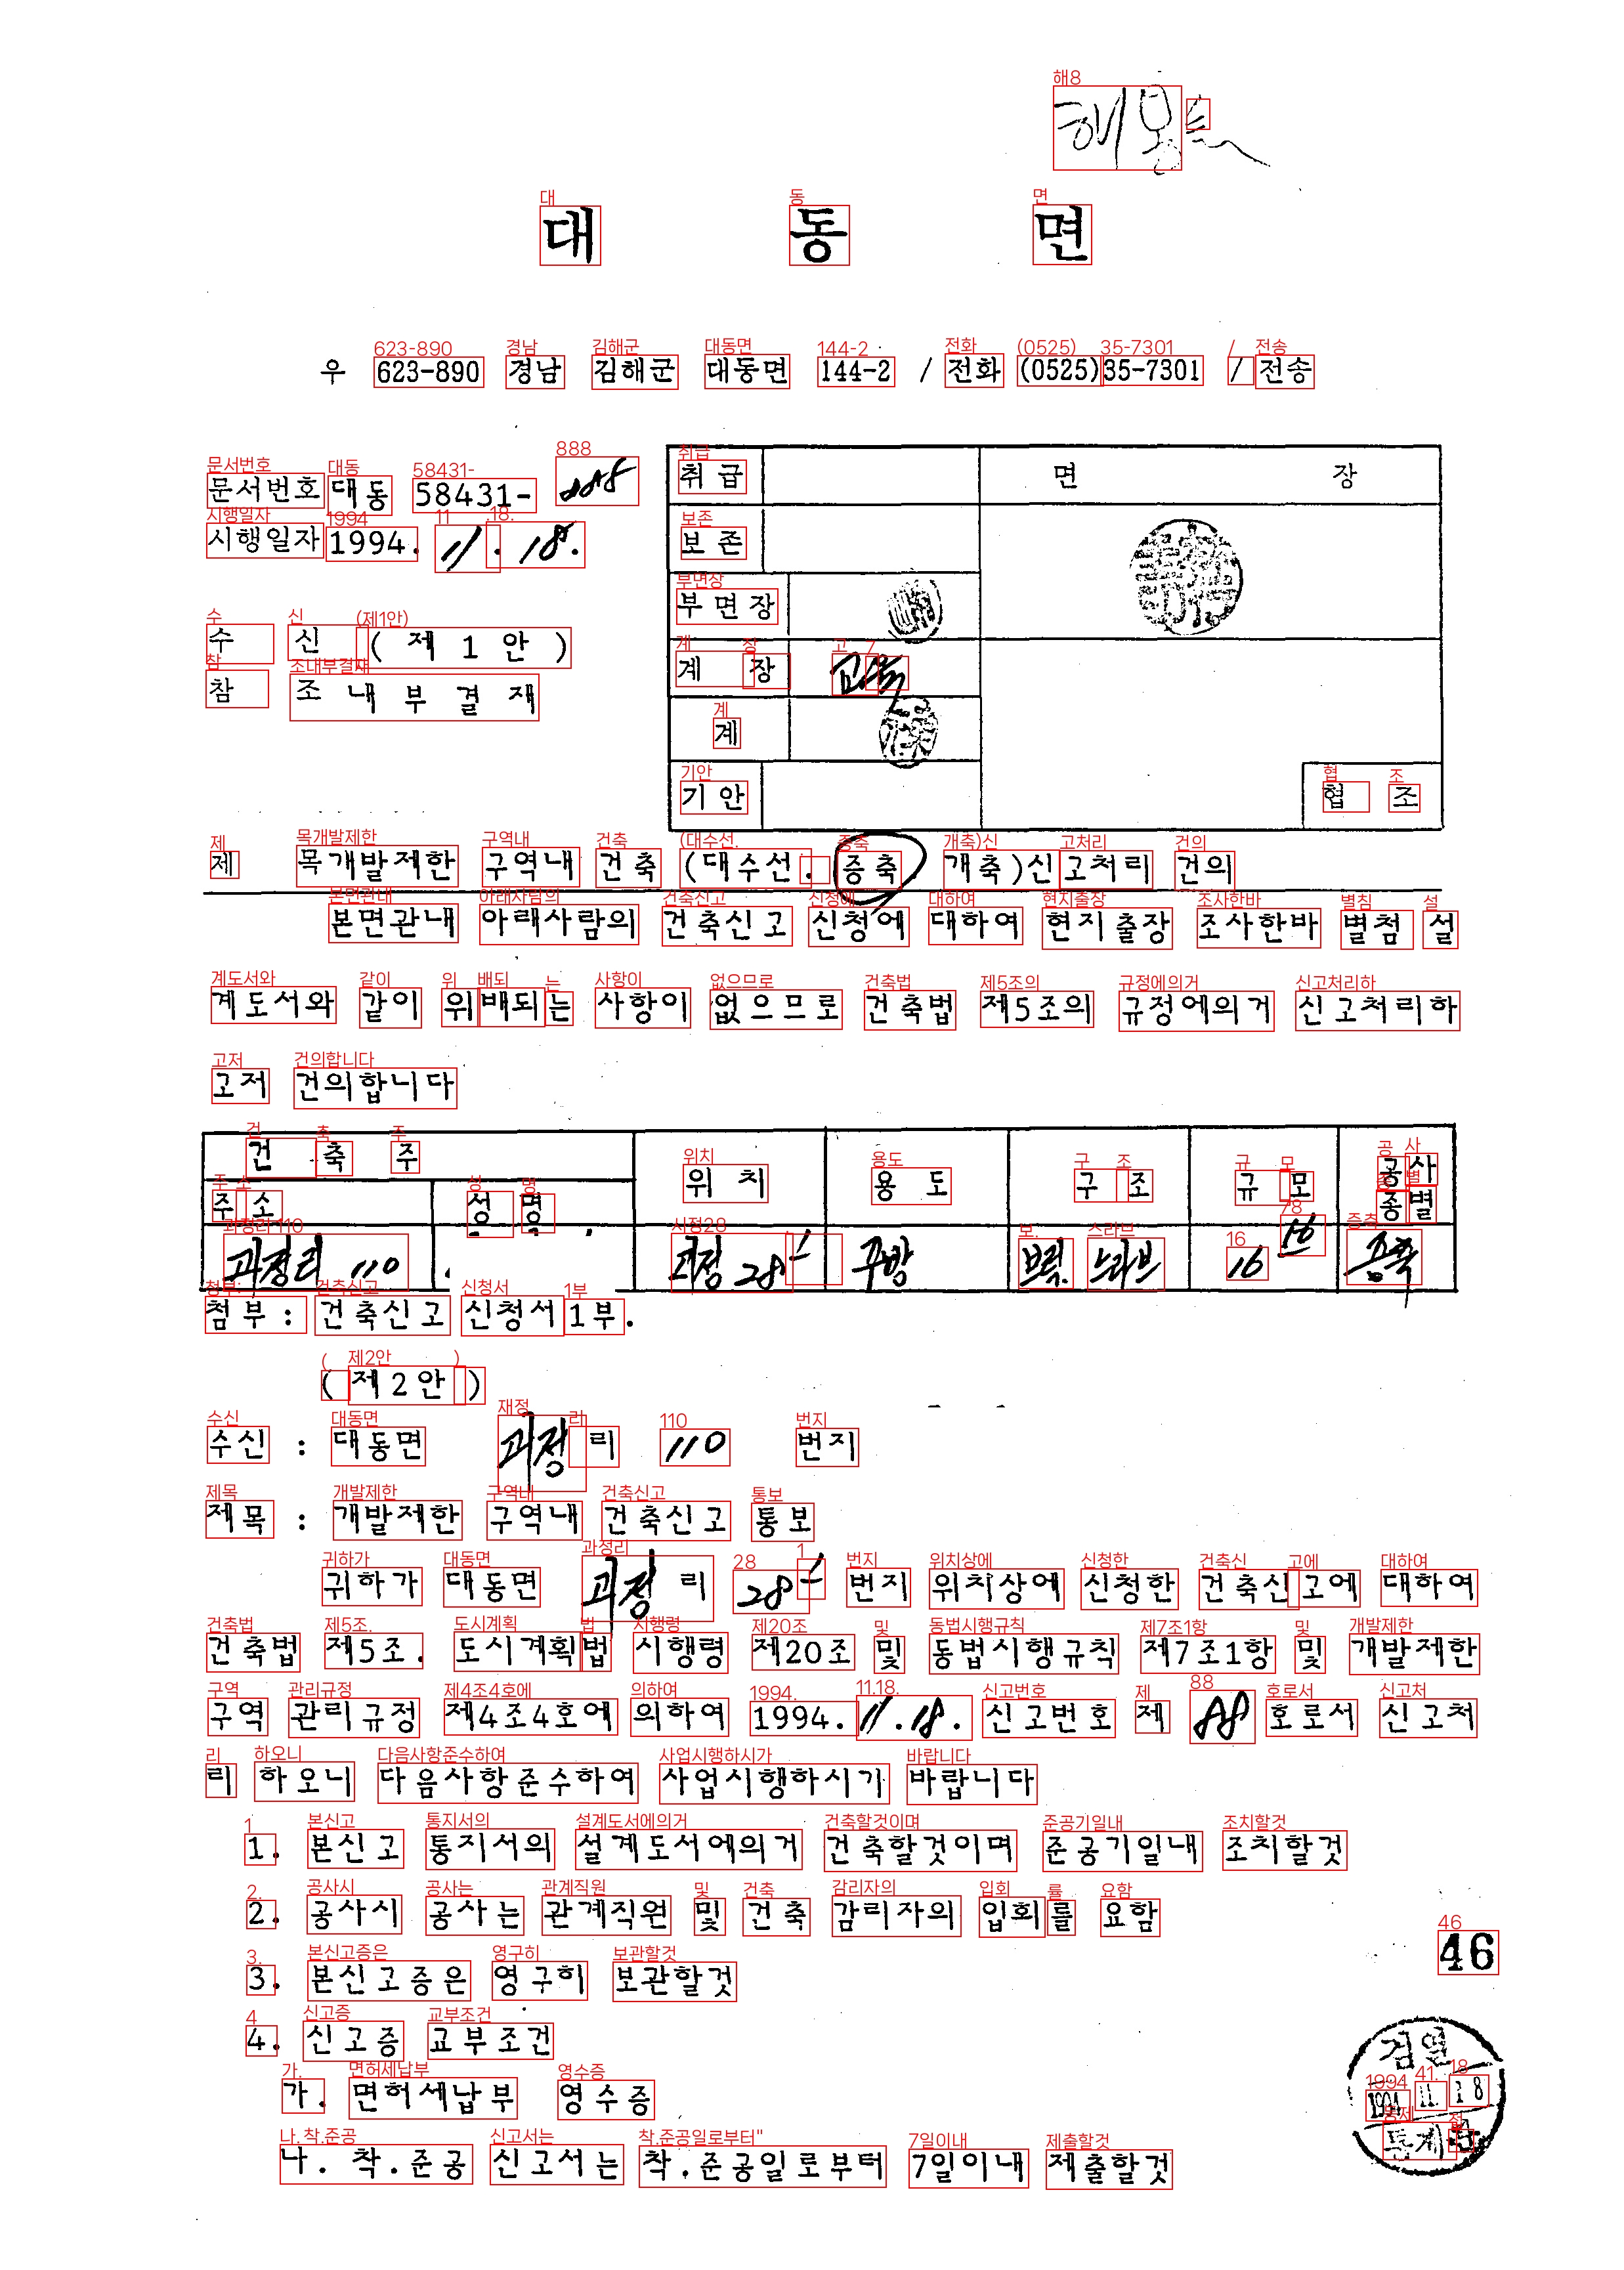 대 동 면
우 623-890 경남 김해군 대동면 144-2 / 전화 (0525)35-7301 / 전송
문서번호 대동 58431-
시행일자 1994. 11. 18.
수 신 ( 제 1 안 )
참 조 내 부 결 재
취 급 면 장
보 존
부 면 장
계 장
계
기 안 협 조
제 목 개발제한 구역내 건축 (대수선. 증축 개축)신고처리 건의
본면관내 아래사람의 건축신고 신청에 대하여 현지출장 조사한바 별첨 설
계도서와 같이 위배되는 사항이 없으므로 건축법 제5조의 규정에의거 신고처리하
고저 건의합니다
건 축 주 위 치 용 도 구 조 규 모 공사
주 소 성 명 종별
괴정리 110 괴정 28 주방 브럭. 스라브 16 증축
첨 부 : 건축신고 신청서 1부.
( 제 2 안 )
수신 : 대동면 괴정 리 110 번지
제목 : 개발제한 구역내 건축신고 통보
귀하가 대동면 괴정 리 28 번지 위치상에 신청한 건축신고에 대하여
건축법 제5조. 도시계획법 시행령 제20조 및 동법시행규칙 제7조1항 및 개발제한
구역 관리규정 제4조4호에 의하여 1994. 11. 18. 신고번호 제 88 호로서 신고처
리 하오니 다음사항준수하여 사업시행하시기 바랍니다
1. 본신고 통지서의 설계도서에의거 건축할것이며 준공기일내 조치할것
2. 공사시 공사는 관계직원 및 건축 감리자의 입회를 요함
3. 본신고증은 영구히 보관할것
4. 신고증 교부조건
가. 면허세납부 영수증
나. 착.준공 신고서는 착.준공일로부터 7일이내 제출할것
46
검열
1994 11. 18
통제